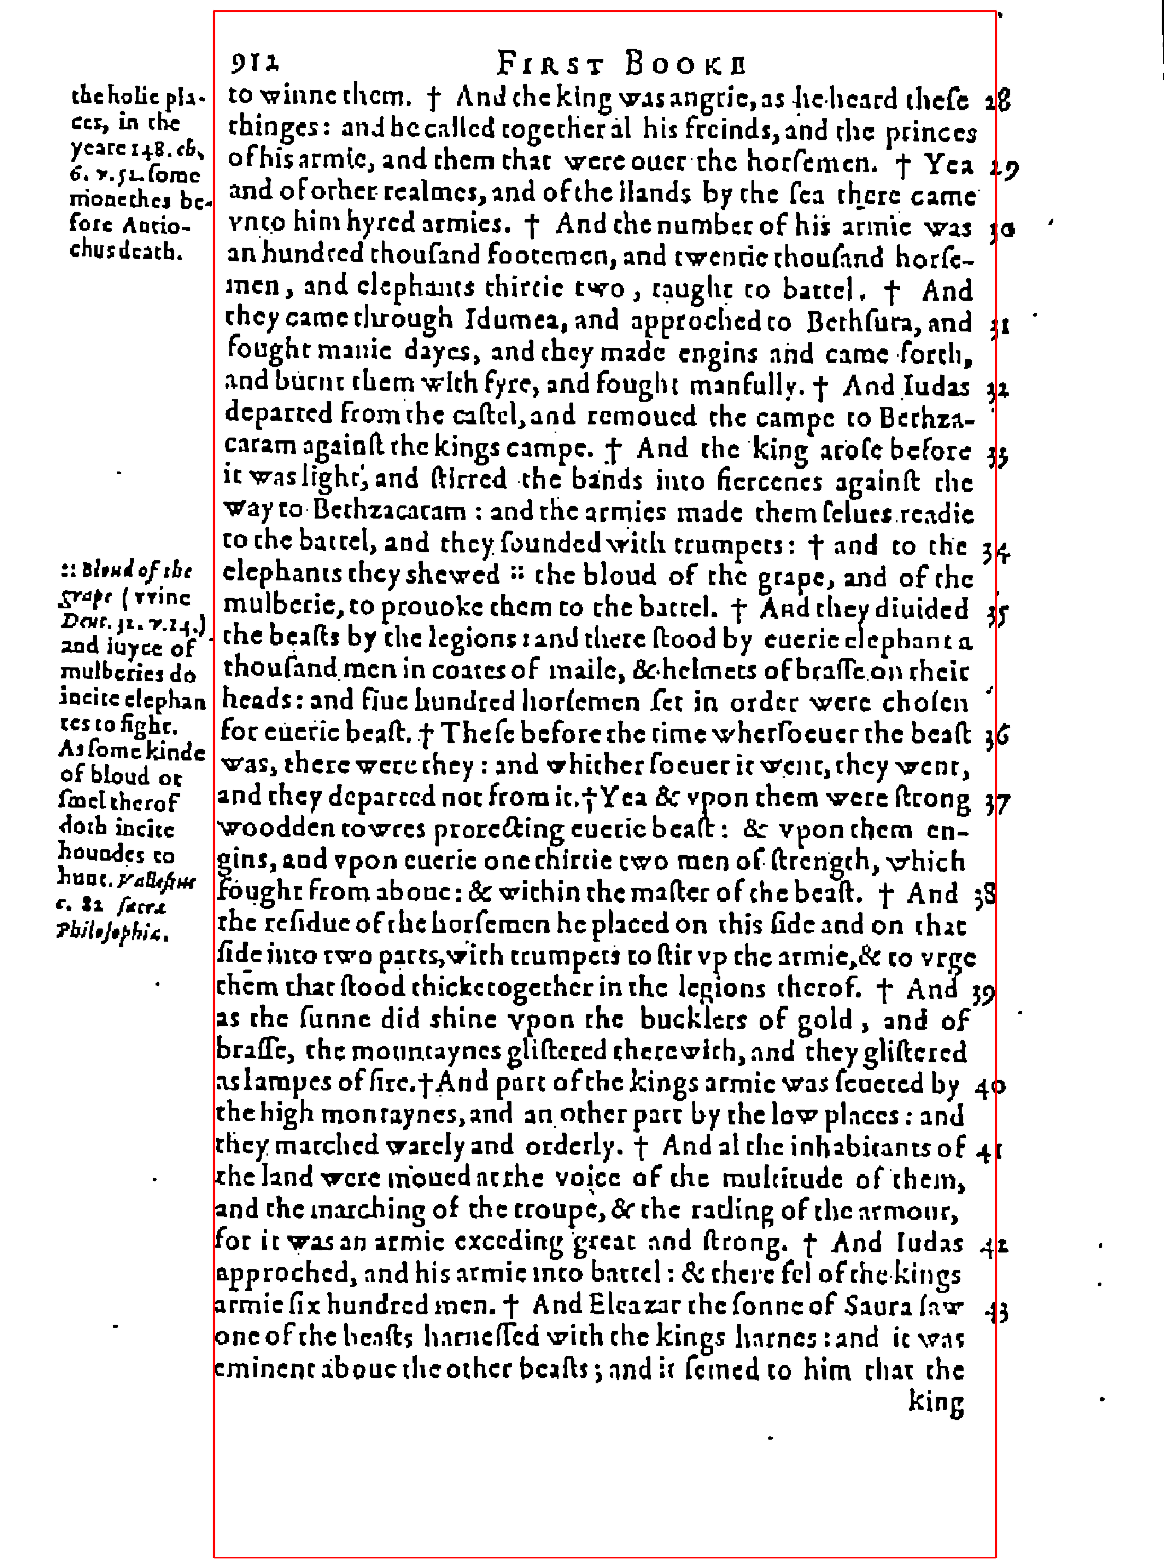 912 FIRST BOOKE
the holie pla-
ces, in the
yeare 148. ch.
6. v. 52. some
monethes be-
fore Antio-
chus death.
to winne them. † And the king was angrie, as he heard these 28
thinges: and he called together al his freinds, and the princes
of his armie, and them that were ouer the horsemen. † Yea 29
and of other realmes, and of the ilands by the sea there came
vnto him hyred armies. † And the number of his armie was 30
an hundred thousand footemen, and twentie thousand horse-
men, and elephants thirtie two, taught to battel. † And
they came through Idumea, and approched to Bethsura, and 31
fought manie dayes, and they made engins and came forth,
and burnt them with fyre, and fought manfully. † And Iudas 32
departed from the castel, and remoued the campe to Bethza-
caram against the kings campe. † And the king arose before 33
it was light, and stirred the bands into fiercenes against the
way to Bethzacaram: and the armies made them selues readie
to the battel, and they sounded with trumpets: † and to the 34
elephants they shewed :: the bloud of the grape, and of the
mulberie, to prouoke them to the battel. † And they diuided 35
the beasts by the legions: and there stood by euerie elephant a
thousand men in coates of maile, & helmets of brasse on their
heads: and fiue hundred horsemen set in order were chosen
for euerie beast. † These before the time whersoeuer the beast 36
was, there were they: and whither soeuer it went, they went,
and they departed not from it. † Yea & vpon them were strong 37
woodden towres protecting euerie beast: & vpon them en-
gins, and vpon euerie one thirtie two men of strength, which
fought from aboue: & within the master of the beast. † And 38
the residue of the horsemen he placed on this side and on that
side into two parts, with trumpets to stir vp the armie, & to vrge
them that stood thicke together in the legions therof. † And 39
as the sunne did shine vpon the bucklers of gold, and of
brasse, the mountaynes glistered therewith, and they glistered
as lampes of fire. † And part of the kings armie was seuered by 40
the high montaynes, and an other part by the low places: and
they marched warely and orderly. † And al the inhabitants of 41
the land were moued at the voice of the multitude of them,
and the marching of the troupe, & the ratling of the armour,
for it was an armie exceding great and strong. † And Iudas 42
approched, and his armie into battel: & there fel of the kings
armie six hundred men. † And Eleazar the sonne of Saura saw 43
one of the beasts harnessed with the kings harnes: and it was
eminent aboue the other beasts; and it semed to him that the
king
:: Bloud of the
grape (vrine
Deut. 32. v. 14.)
and iuyce of
mulberies do
incite elephan
tes to fight.
As some kinde
of bloud or
smel therof
doth incite
houndes to
hunt. Vallesius
c. 82 sacra
Philosophia.